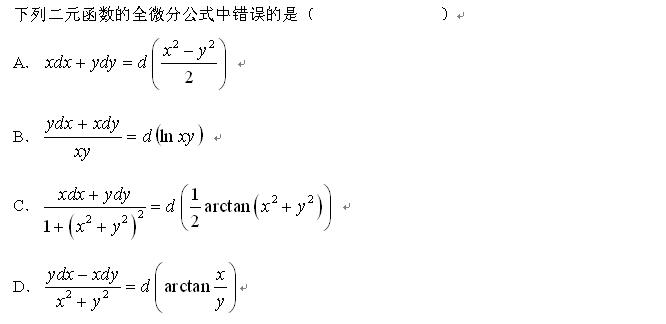 下列二元函数的全微分公式中错误的是（ ）↵
A． xdx + ydy = d\left(\frac{x^2 - y^2}{2}\right) ↵
B． \frac{ydx + xdy}{xy} = d(\ln xy) ↵
C． \frac{xdx + ydy}{1 + (x^2 + y^2)^2} = d\left(\frac{1}{2}\arctan(x^2 + y^2)\right) ↵
D． \frac{ydx - xdy}{x^2 + y^2} = d\left(\arctan\frac{x}{y}\right) ↵